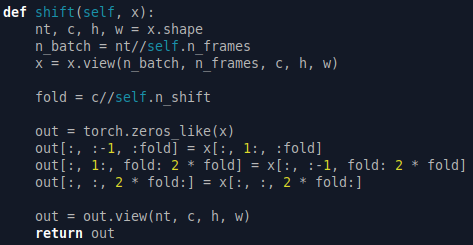 def shift(self, x):
    nt, c, h, w = x.shape
    n_batch = nt//self.n_frames
    x = x.view(n_batch, n_frames, c, h, w)

    fold = c//self.n_shift

    out = torch.zeros_like(x)
    out[:, :-1, :fold] = x[:, 1:, :fold]
    out[:, 1:, fold: 2 * fold] = x[:, :-1, fold: 2 * fold]
    out[:, :, 2 * fold:] = x[:, :, 2 * fold:]

    out = out.view(nt, c, h, w)
    return out